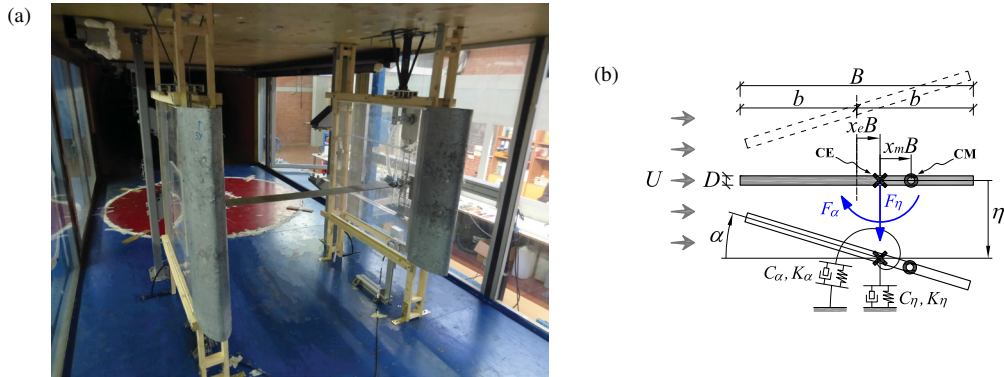 (a)
(b)
B
b b
x_eB
x_mB
CE CM
U D
F_α F_η
η
α
C_α, K_α
C_η, K_η